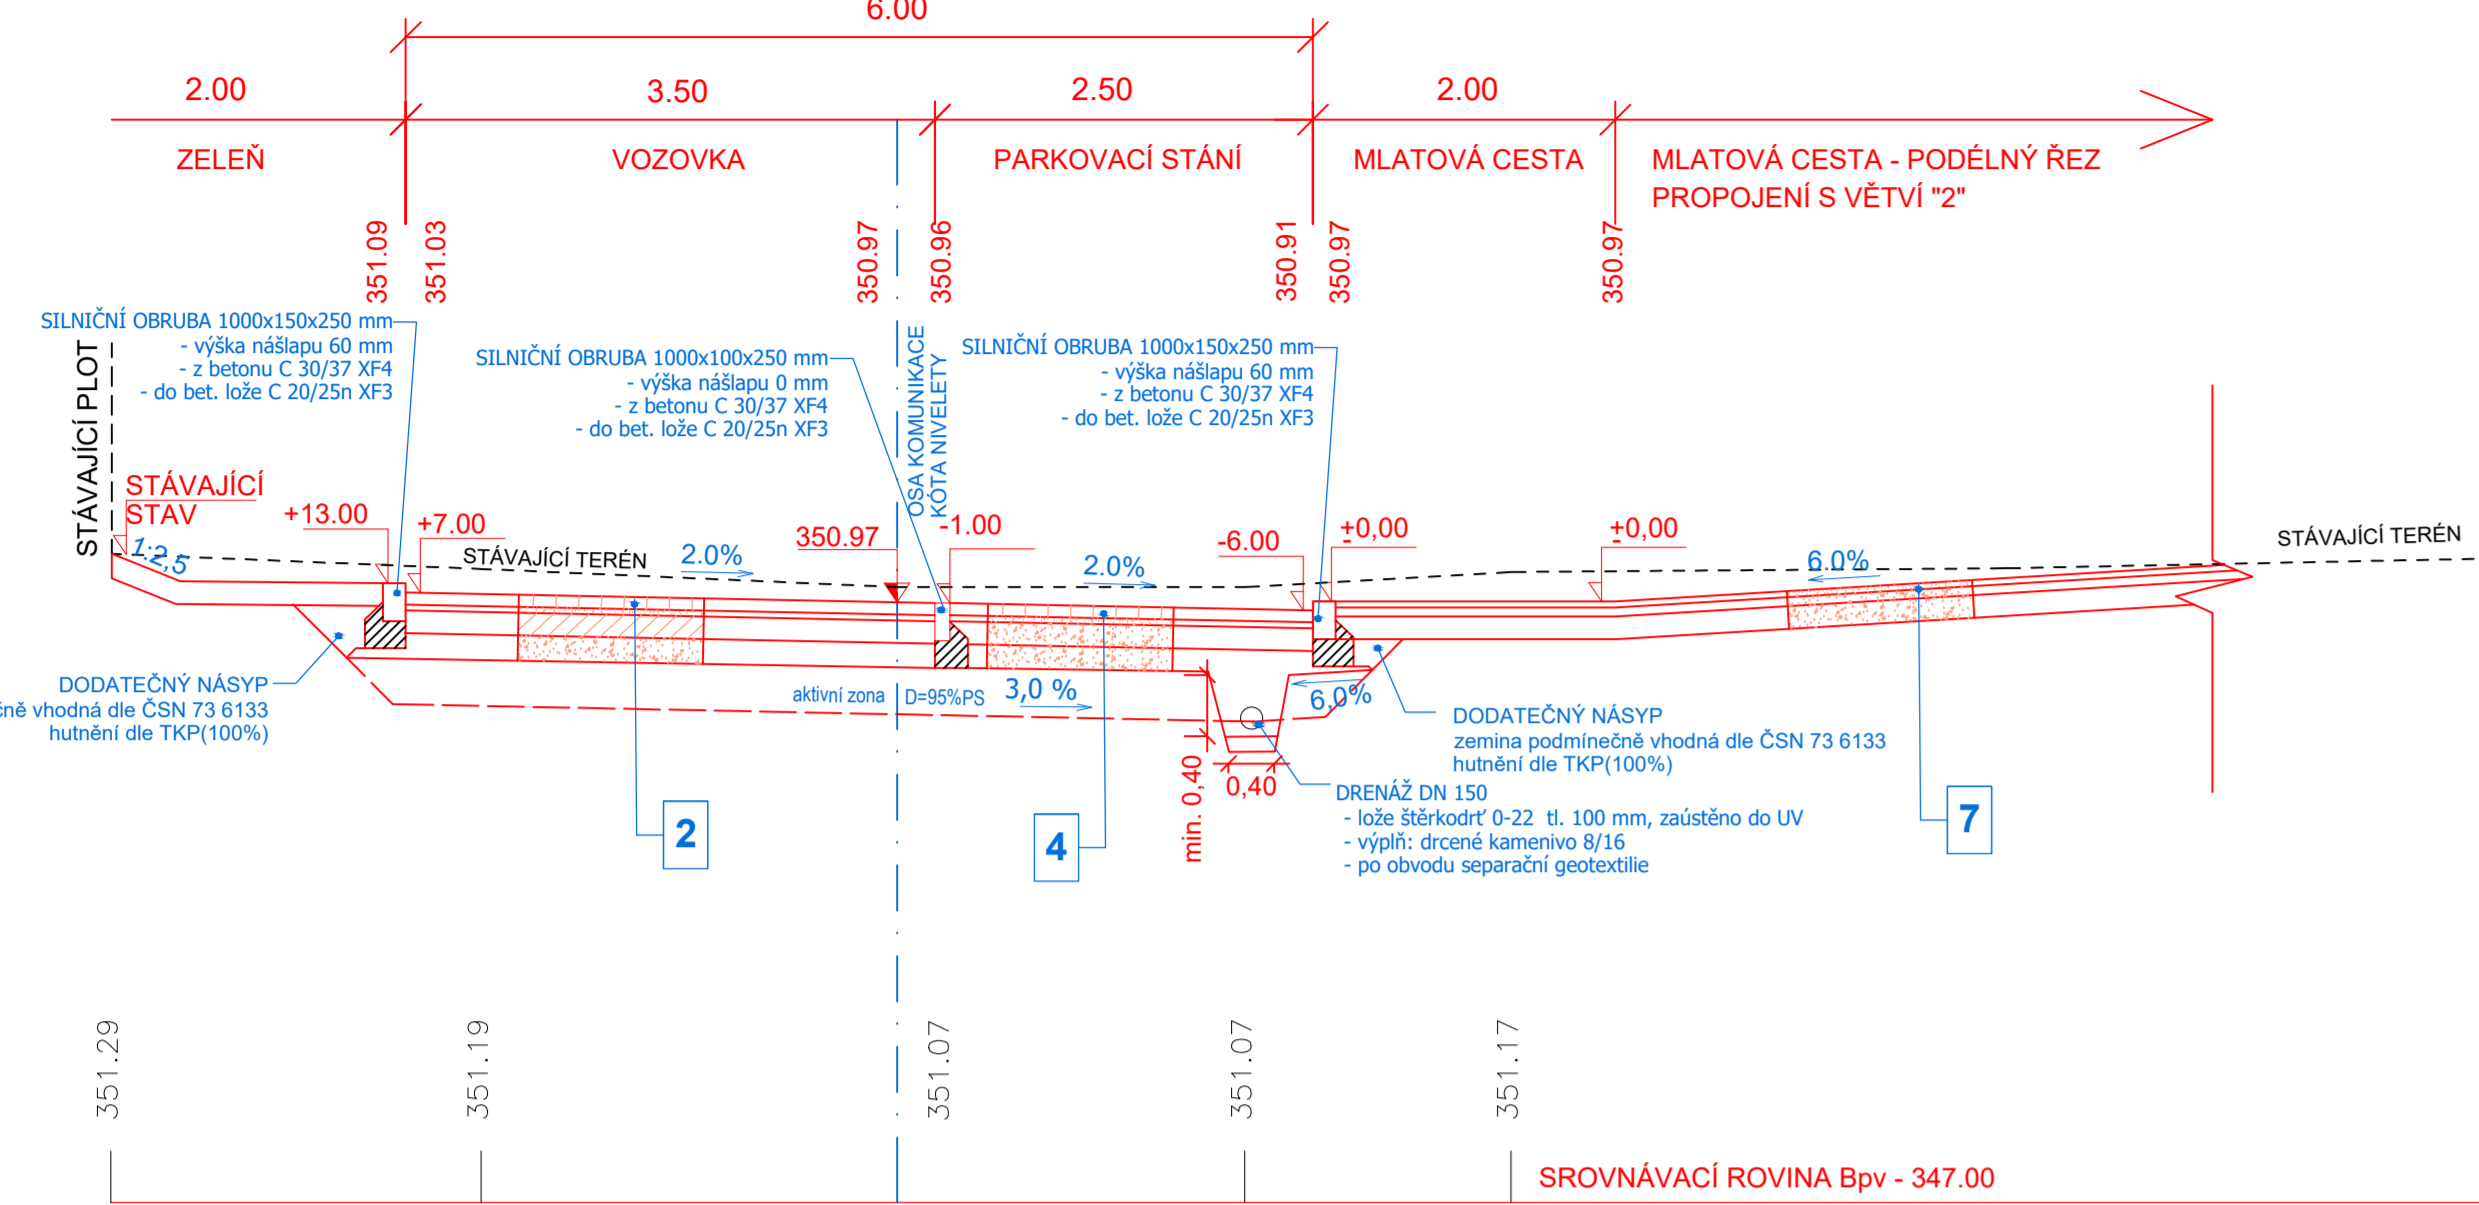 6.00
2.00
3.50
2.50
2.00
ZELEŇ
VOZOVKA
PARKOVACÍ STÁNÍ
MLATOVÁ CESTA
MLATOVÁ CESTA - PODÉLNÝ ŘEZ
PROPOJENÍ S VĚTVÍ "2"
351.09
351.03
350.97
350.96
350.91
350.97
350.97
SILNIČNÍ OBRUBA 1000x150x250 mm
- výška nášlapu 60 mm
- z betonu C 30/37 XF4
- do bet. lože C 20/25n XF3
SILNIČNÍ OBRUBA 1000x100x250 mm
- výška nášlapu 0 mm
- z betonu C 30/37 XF4
- do bet. lože C 20/25n XF3
OSA KOMUNIKACE
KÓTA NIVELETY
SILNIČNÍ OBRUBA 1000x150x250 mm
- výška nášlapu 60 mm
- z betonu C 30/37 XF4
- do bet. lože C 20/25n XF3
STÁVAJÍCÍ PLOT
STÁVAJÍCÍ
STAV
+13.00
+7.00
350.97
-1.00
-6.00
±0,00
±0,00
1:2,5
STÁVAJÍCÍ TERÉN
2.0%
2.0%
6.0%
STÁVAJÍCÍ TERÉN
DODATEČNÝ NÁSYP
vhodná dle ČSN 73 6133
hutnění dle TKP(100%)
aktivní zona
D=95%PS
3,0 %
6,0%
DODATEČNÝ NÁSYP
zemina podmínečně vhodná dle ČSN 73 6133
hutnění dle TKP(100%)
min. 0,40
0,40
DRENÁŽ DN 150
- lože štěrkodrť 0-22 tl. 100 mm, zaústěno do UV
- výplň: drcené kamenivo 8/16
- po obvodu separační geotextilie
2
4
7
351.29
351.19
351.07
351.07
351.17
SROVNÁVACÍ ROVINA Bpv - 347.00